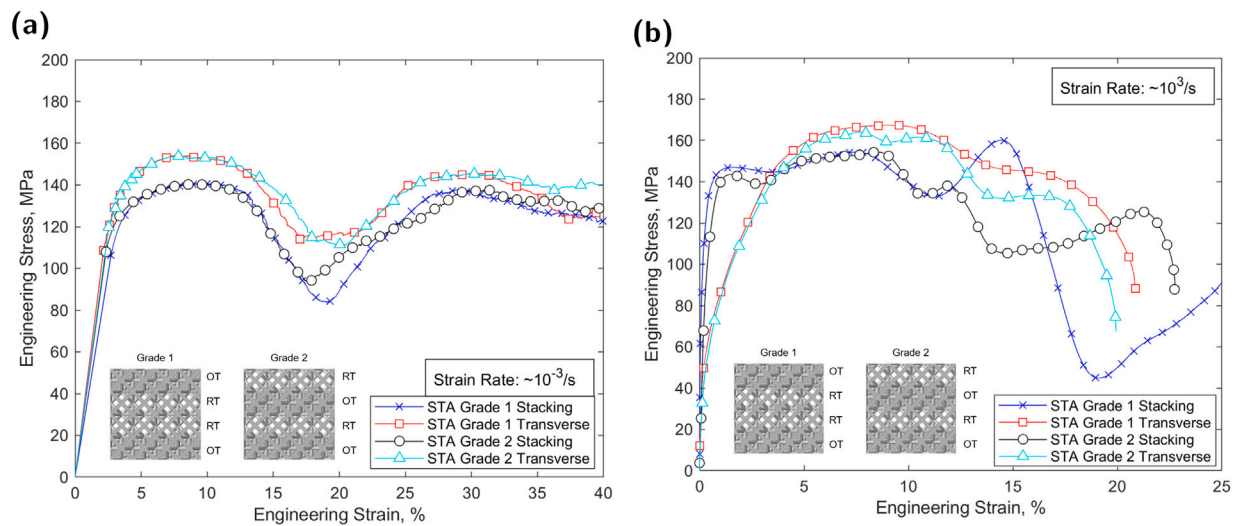 (a)
200
180
160
140
120
100
80
60
40
20
0
Engineering Stress, MPa
Grade 1
Grade 2
OT
RT
RT
OT
RT
OT
RT
OT
Strain Rate: ~10⁻³/s
STA Grade 1 Stacking
STA Grade 1 Transverse
STA Grade 2 Stacking
STA Grade 2 Transverse
0 5 10 15 20 25 30 35 40
Engineering Strain, %
(b)
200
180
160
140
120
100
80
60
40
20
0
Engineering Stress, MPa
Strain Rate: ~10³/s
Grade 1
Grade 2
OT
RT
RT
OT
RT
OT
OT
RT
STA Grade 1 Stacking
STA Grade 1 Transverse
STA Grade 2 Stacking
STA Grade 2 Transverse
0 5 10 15 20 25
Engineering Strain, %